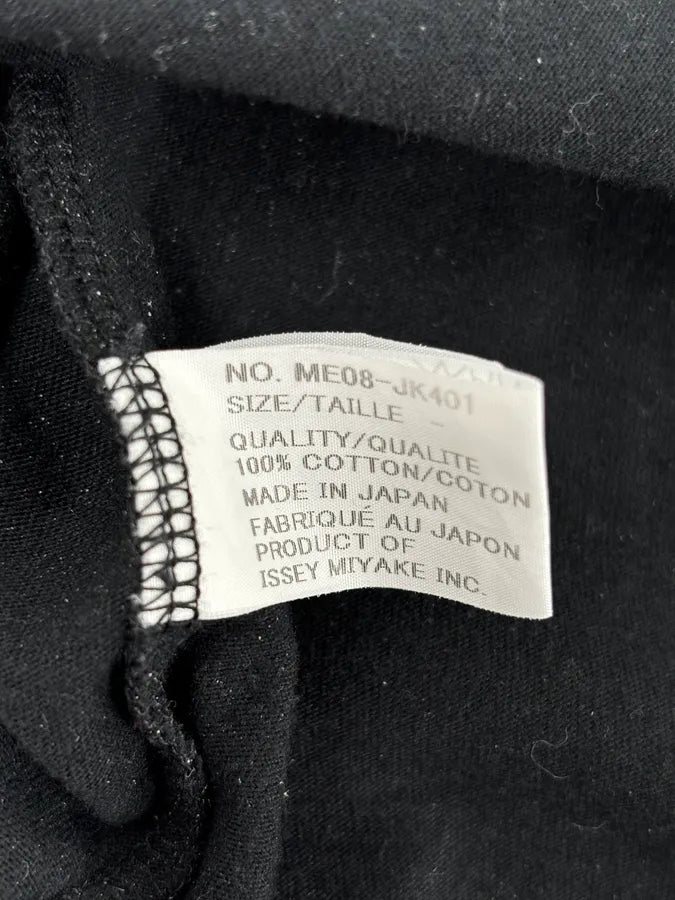 NO. ME08-JK401
SIZE/TAILLE -
QUALITY/QUALITE
100% COTTON/COTON
MADE IN JAPAN
FABRIQUÉ AU JAPON
PRODUCT OF
ISSEY MIYAKE INC.